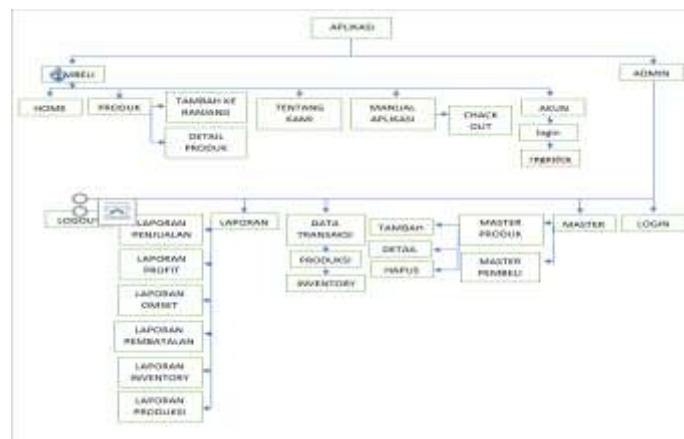 APLIKASI
PEMBELI
ADMIN
HOME
PRODUK
TAMBAH KE
RANJANG
DETAIL
PRODUK
TENTANG
KAMI
MANUAL
APLIKASI
CHACK
OUT
AKUN
login
LOGOUT
LAPORAN
PENJUALAN
LAPORAN
PROFIT
LAPORAN
OMSET
LAPORAN
PEMBATALAN
LAPORAN
INVENTORY
LAPORAN
PRODUKSI
LAPORAN
DATA
TRANSAKSI
PRODUKSI
INVENTORY
TAMBAH
DETAIL
HAPUS
MASTER
PRODUK
MASTER
PEMBELI
MASTER
LOGIN